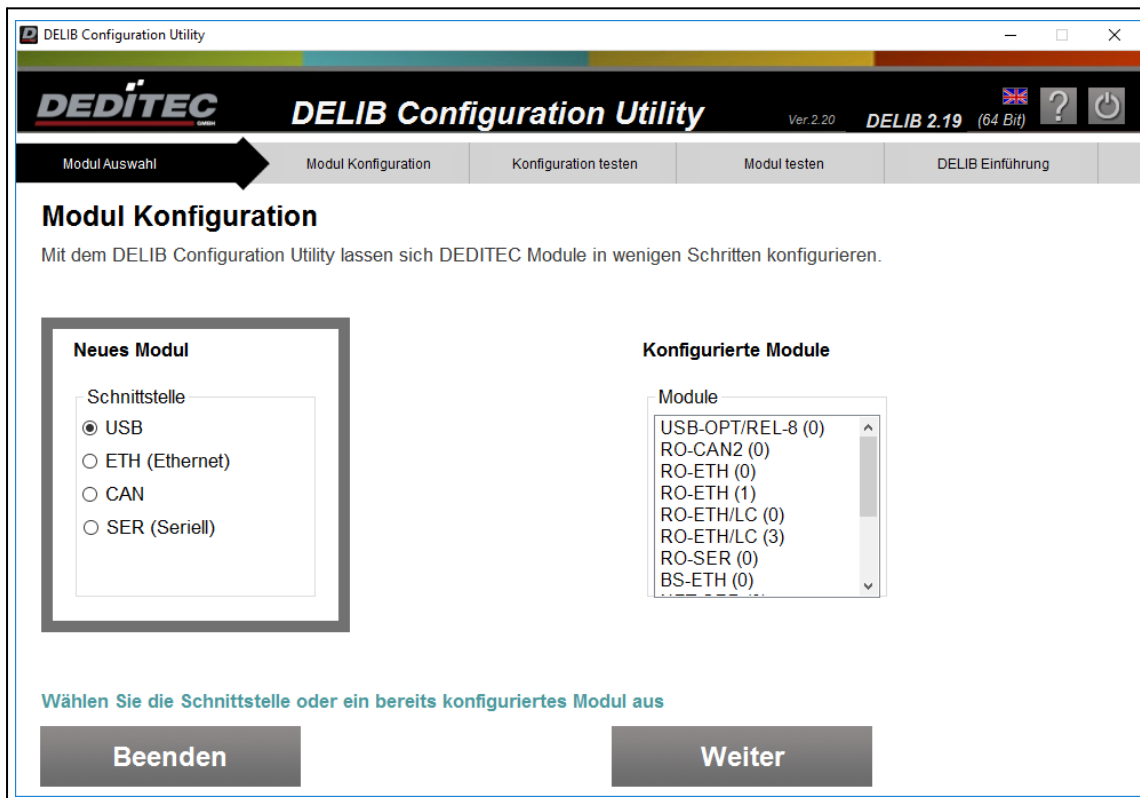 DELIB Configuration Utility
DEDITEC
GMBH
DELIB Configuration Utility
Ver.2.20
DELIB 2.19 (64 Bit)
?
Modul Auswahl
Modul Konfiguration
Konfiguration testen
Modul testen
DELIB Einführung
Modul Konfiguration
Mit dem DELIB Configuration Utility lassen sich DEDITEC Module in wenigen Schritten konfigurieren.
Neues Modul
Schnittstelle
USB
ETH (Ethernet)
CAN
SER (Seriell)
Konfigurierte Module
Module
USB-OPT/REL-8 (0)
RO-CAN2 (0)
RO-ETH (0)
RO-ETH (1)
RO-ETH/LC (0)
RO-ETH/LC (3)
RO-SER (0)
BS-ETH (0)
Wählen Sie die Schnittstelle oder ein bereits konfiguriertes Modul aus
Beenden
Weiter